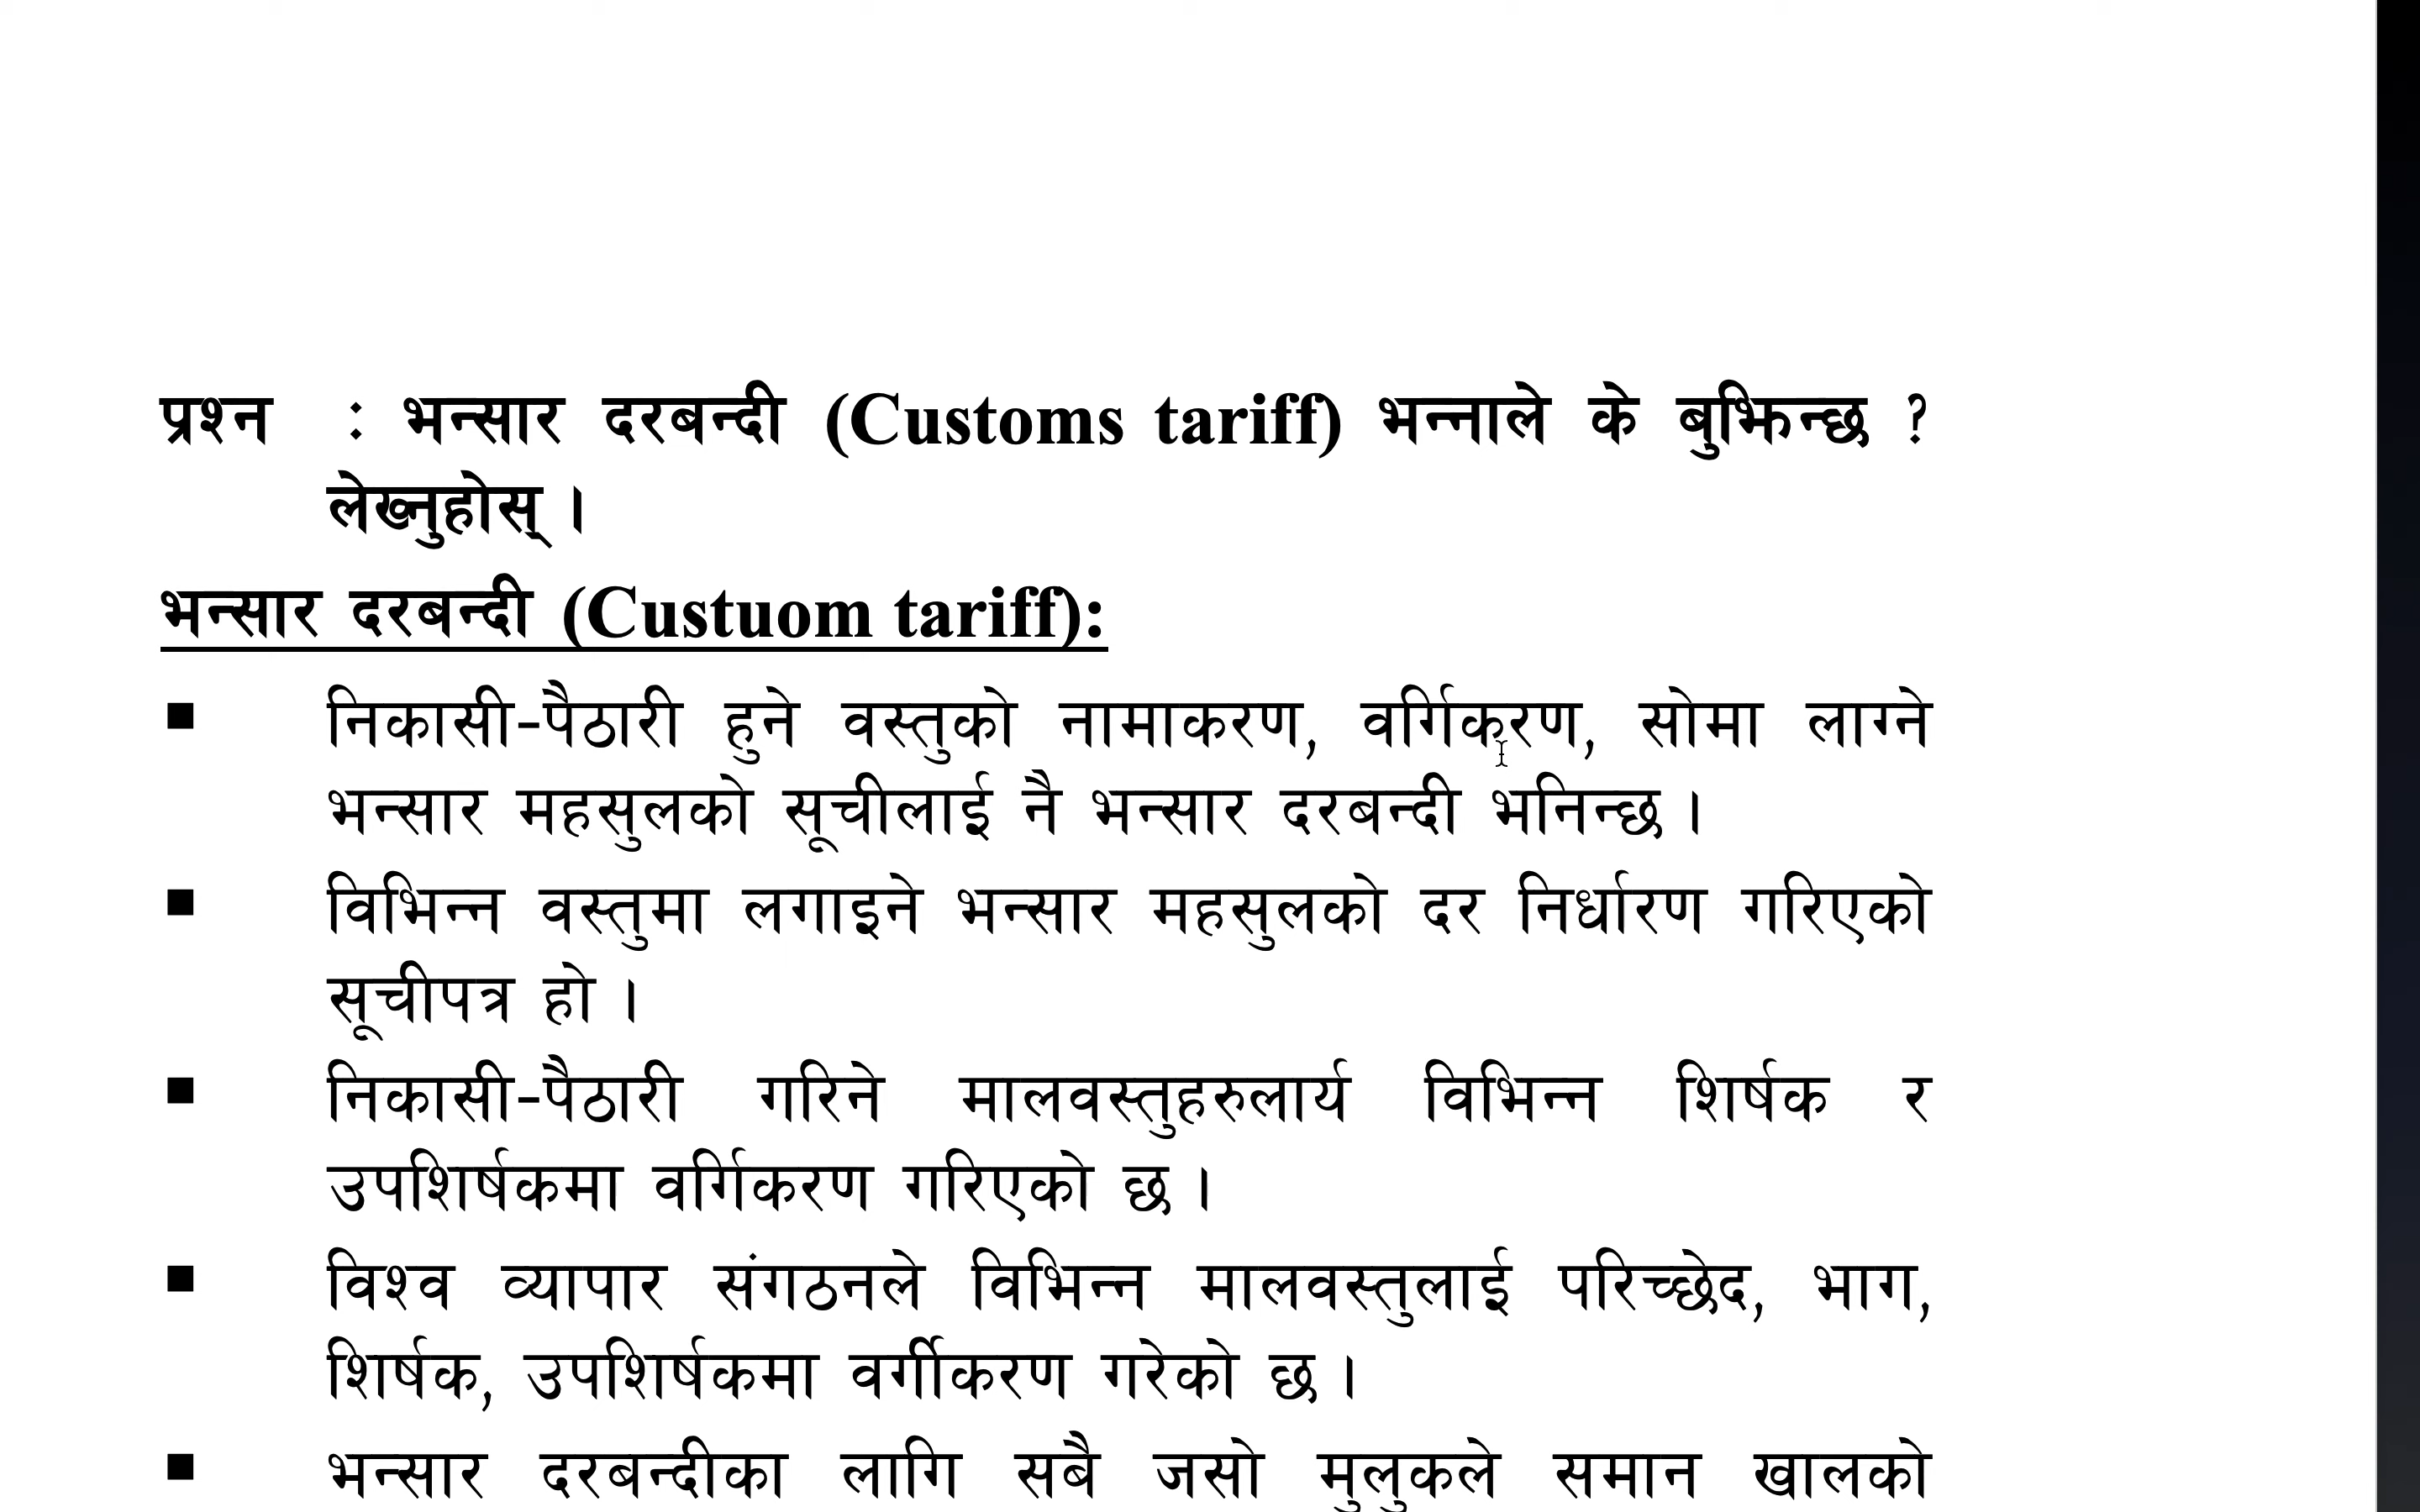 प्रश्न : भन्सार दरबन्दी (Customs tariff) भन्नाले के बुझिन्छ ?
लेख्नुहोस् ।
भन्सार दरबन्दी (Custuom tariff):
■ निकासी-पैठारी हुने वस्तुको नामाकरण, वर्गिकरण, सोमा लाग्ने
भन्सार महसुलको सूचीलाई नै भन्सार दरबन्दी भनिन्छ ।
■ विभिन्न वस्तुमा लगाइने भन्सार महसुलको दर निर्धारण गरिएको
सूचीपत्र हो ।
■ निकासी-पैठारी गरिने मालवस्तुहरुलार्य विभिन्न शिर्षक र
उपशिर्षकमा वर्गिकरण गरिएको छ ।
■ विश्व व्यापार संगठनले विभिन्न मालवस्तुलाई परिच्छेद, भाग,
शिर्षक, उपशिर्षकमा वर्गीकरण गरेको छ ।
■ भन्सार दरबन्दीका लागि सबै जसो मुलुकले समान खालको